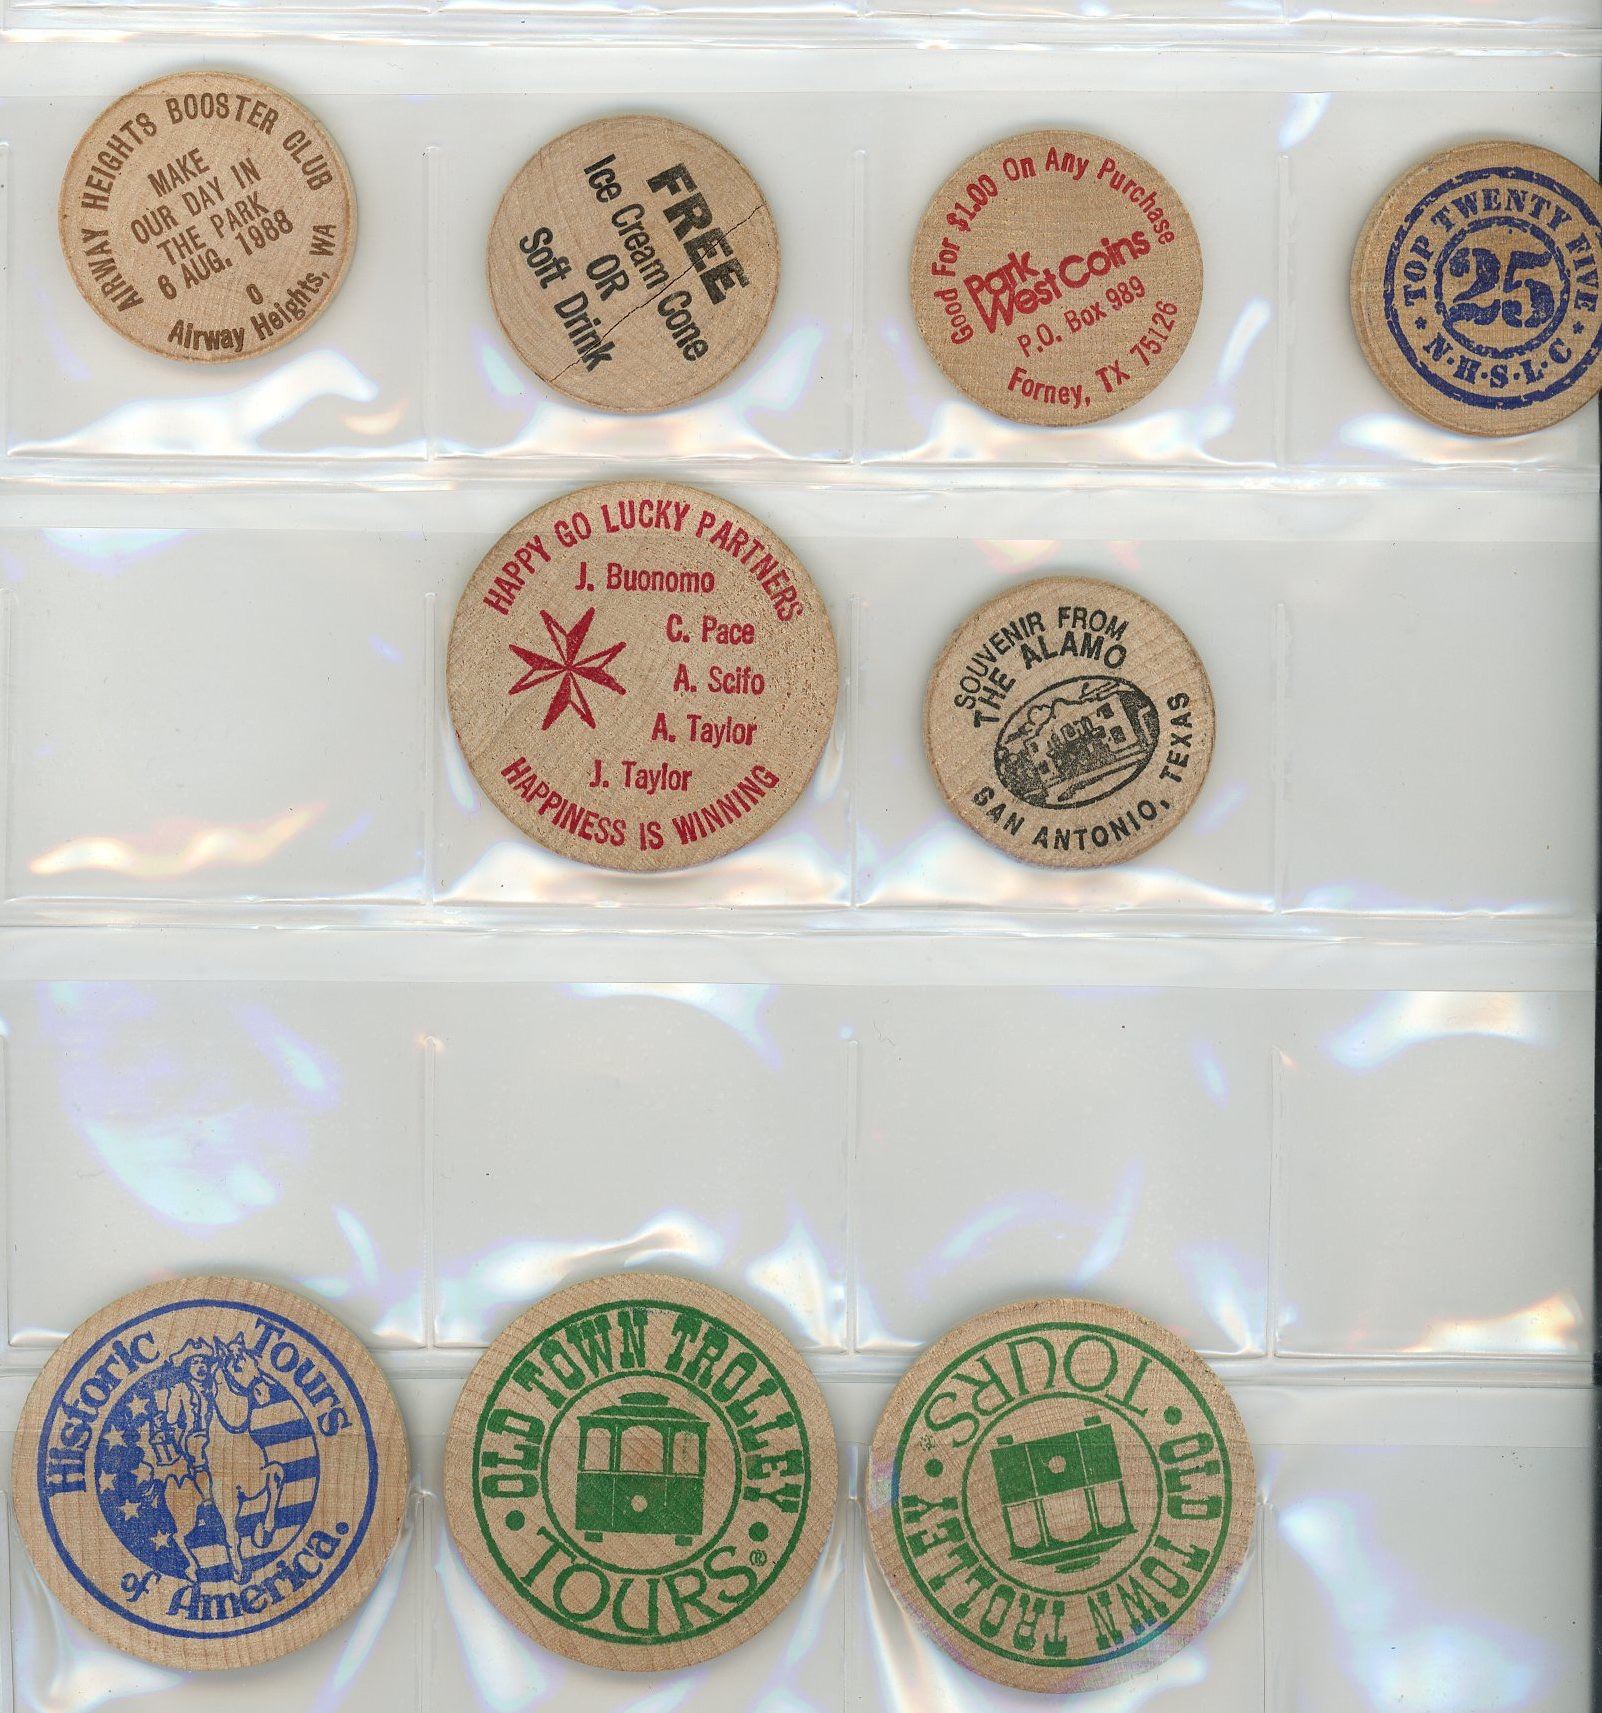 AIRWAY HEIGHTS BOOSTER CLUB
MAKE
OUR DAY IN
THE PARK
6 AUG. 1988
0
Airway Heights, WA
FREE
Ice Cream Cone
OR
Soft Drink
Good For $1.00 On Any Purchase
Park
West Coins
P.O. Box 989
Forney, TX 75126
TOP TWENTY FIVE
25
N·H·S·L·C
HAPPY GO LUCKY PARTNERS
J. Buonomo
C. Pace
A. Scifo
A. Taylor
J. Taylor
HAPPINESS IS WINNING
SOUVENIR FROM
THE ALAMO
SAN ANTONIO, TEXAS
Historic Tours
of America.
OLD TOWN TROLLEY
TOURS ®
OLD TOWN TROLLEY
TOURS ®